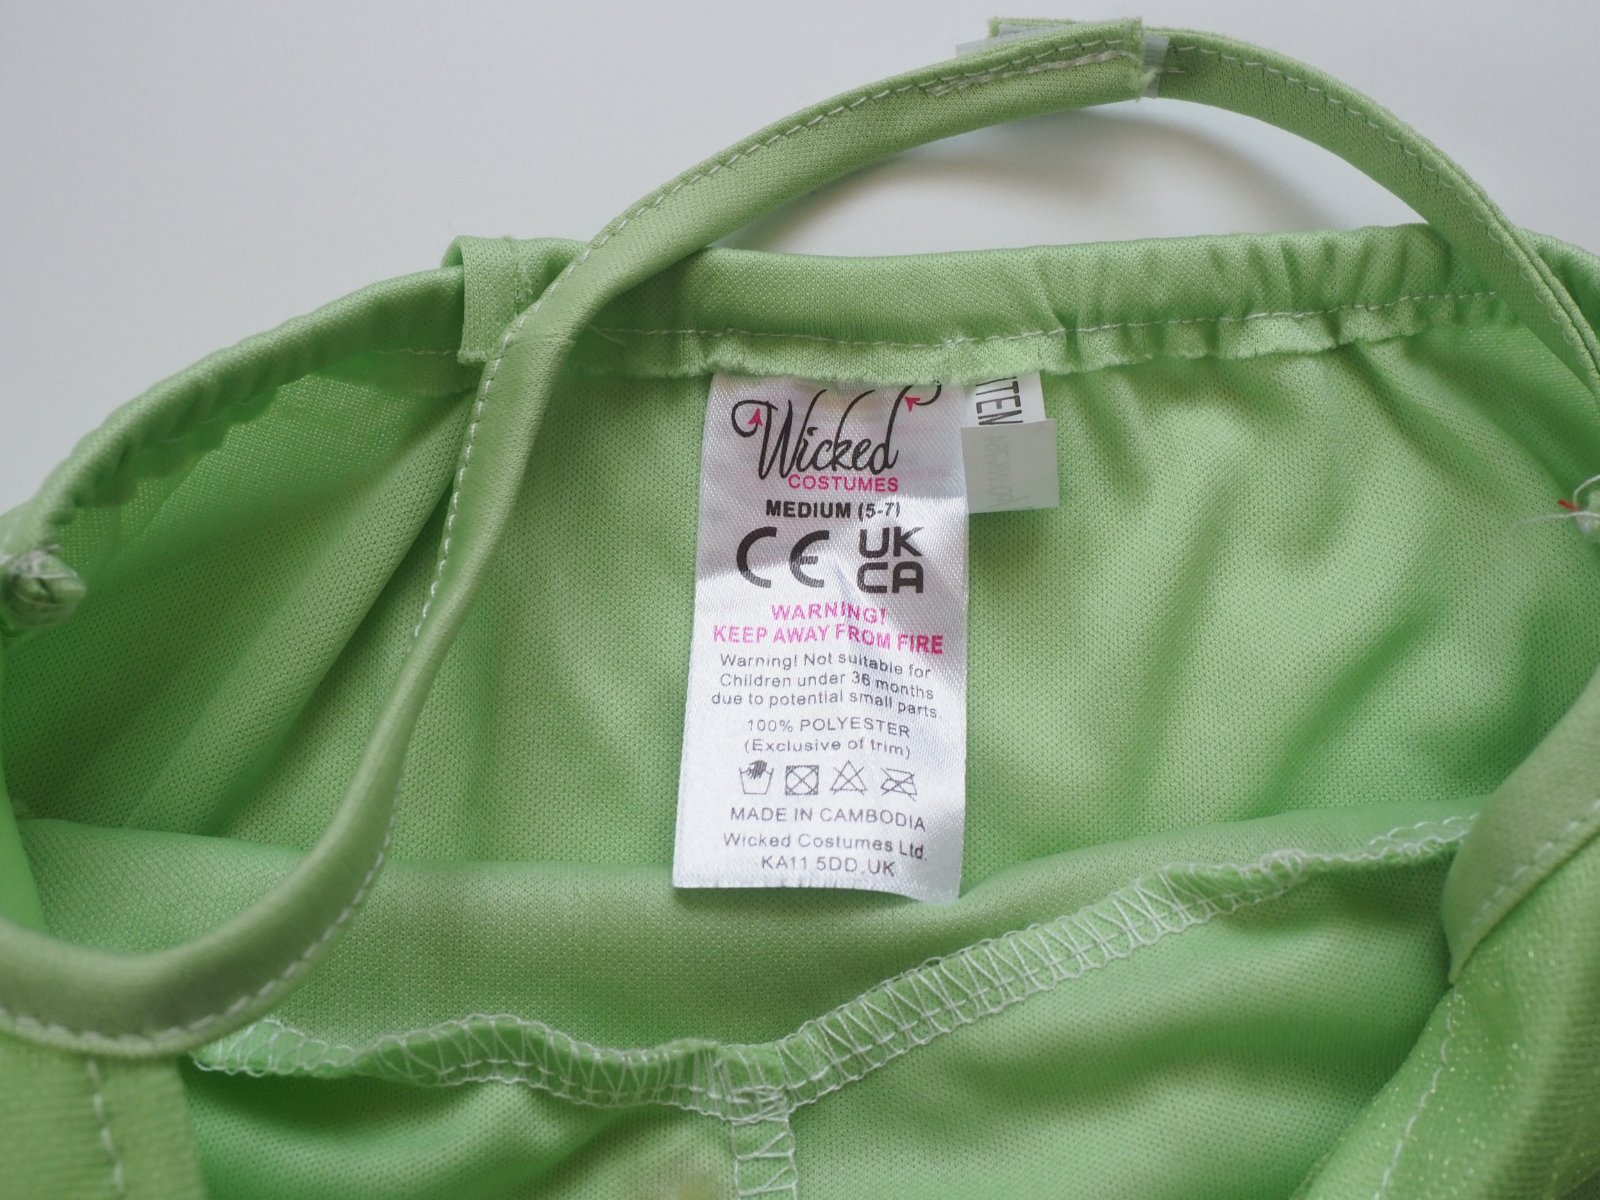 Wicked
COSTUMES
MEDIUM (5-7)
CE UK
CA
WARNING!
KEEP AWAY FROM FIRE
Warning! Not suitable for
Children under 36 months
due to potential small parts.
100% POLYESTER
(Exclusive of trim)
MADE IN CAMBODIA
Wicked Costumes Ltd.
KA11 5DD, UK